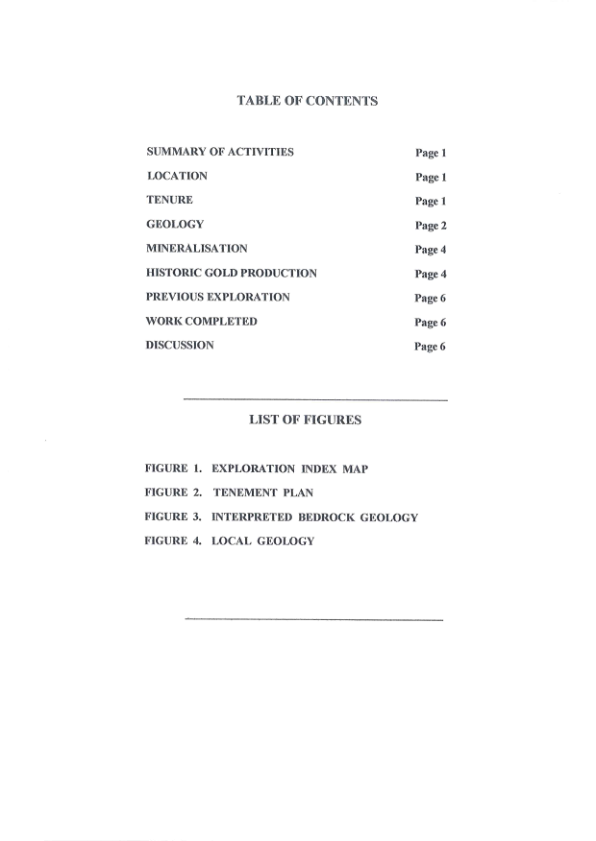 TABLE OF CONTENTS
SUMMARY OF ACTIVITIES Page 1
LOCATION Page 1
TENURE Page 1
GEOLOGY Page 2
MINERALISATION Page 4
HISTORIC GOLD PRODUCTION Page 4
PREVIOUS EXPLORATION Page 6
WORK COMPLETED Page 6
DISCUSSION Page 6
LIST OF FIGURES
FIGURE 1. EXPLORATION INDEX MAP
FIGURE 2. TENEMENT PLAN
FIGURE 3. INTERPRETED BEDROCK GEOLOGY
FIGURE 4. LOCAL GEOLOGY